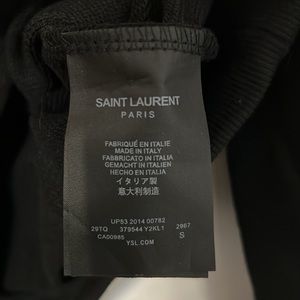 SAINT LAURENT
PARIS
FABRIQUÉ EN ITALIE
MADE IN ITALY
FABBRICATO IN ITALIA
GEMACHT IN ITALIEN
HECHO EN ITALIA
イタリア製
意大利制造
UP83 2014 00782
29TQ 379544 Y2KL1 2967
CA00985 S
YSL.COM